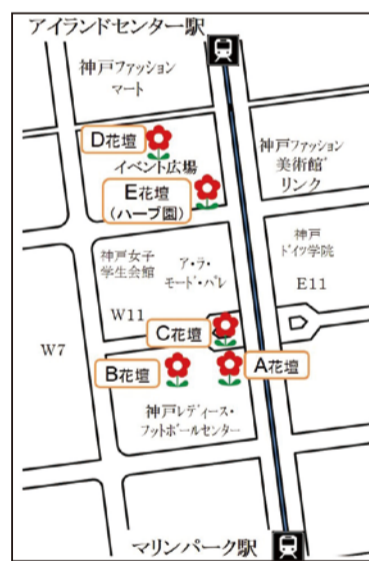 アイランドセンター駅
神戸ファッション
マート
D花壇
イベント広場
神戸ファッション
美術館
リンク
E花壇
(ハーブ園)
神戸女子
学生会館
ア・ラ・
モード・パレ
神戸
ドイツ学院
E11
W11
C花壇
W7
B花壇
A花壇
神戸レディース・
フットボールセンター
マリンパーク駅